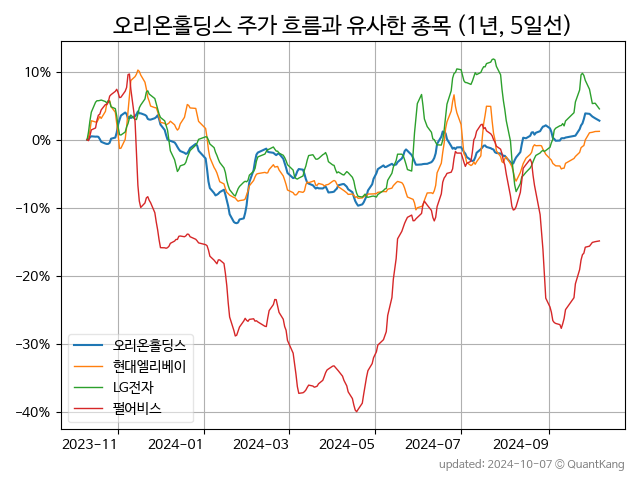 오리온홀딩스 주가 흐름과 유사한 종목 (1년, 5일선)
10%
0%
−10%
−20%
−30%
−40%
오리온홀딩스
현대엘리베이
LG전자
펄어비스
2023-11
2024-01
2024-03
2024-05
2024-07
2024-09
updated: 2024-10-07 © QuantKang